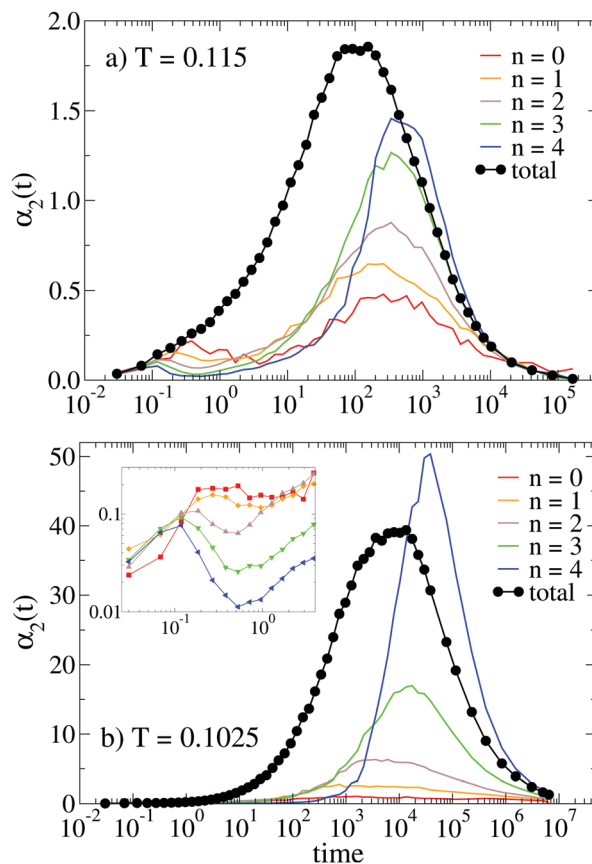 2.0
a) T = 0.115
n = 0
n = 1
1.5
n = 2
n = 3
n = 4
total
α₂(t)
1.0
0.5
0.0
10⁻² 10⁻¹ 10⁰ 10¹ 10² 10³ 10⁴ 10⁵
50
n = 0
n = 1
0.1
n = 2
40
n = 3
n = 4
total
0.01
30
10⁻¹ 10⁰
α₂(t)
20
10
b) T = 0.1025
0
10⁻² 10⁻¹ 10⁰ 10¹ 10² 10³ 10⁴ 10⁵ 10⁶ 10⁷
time